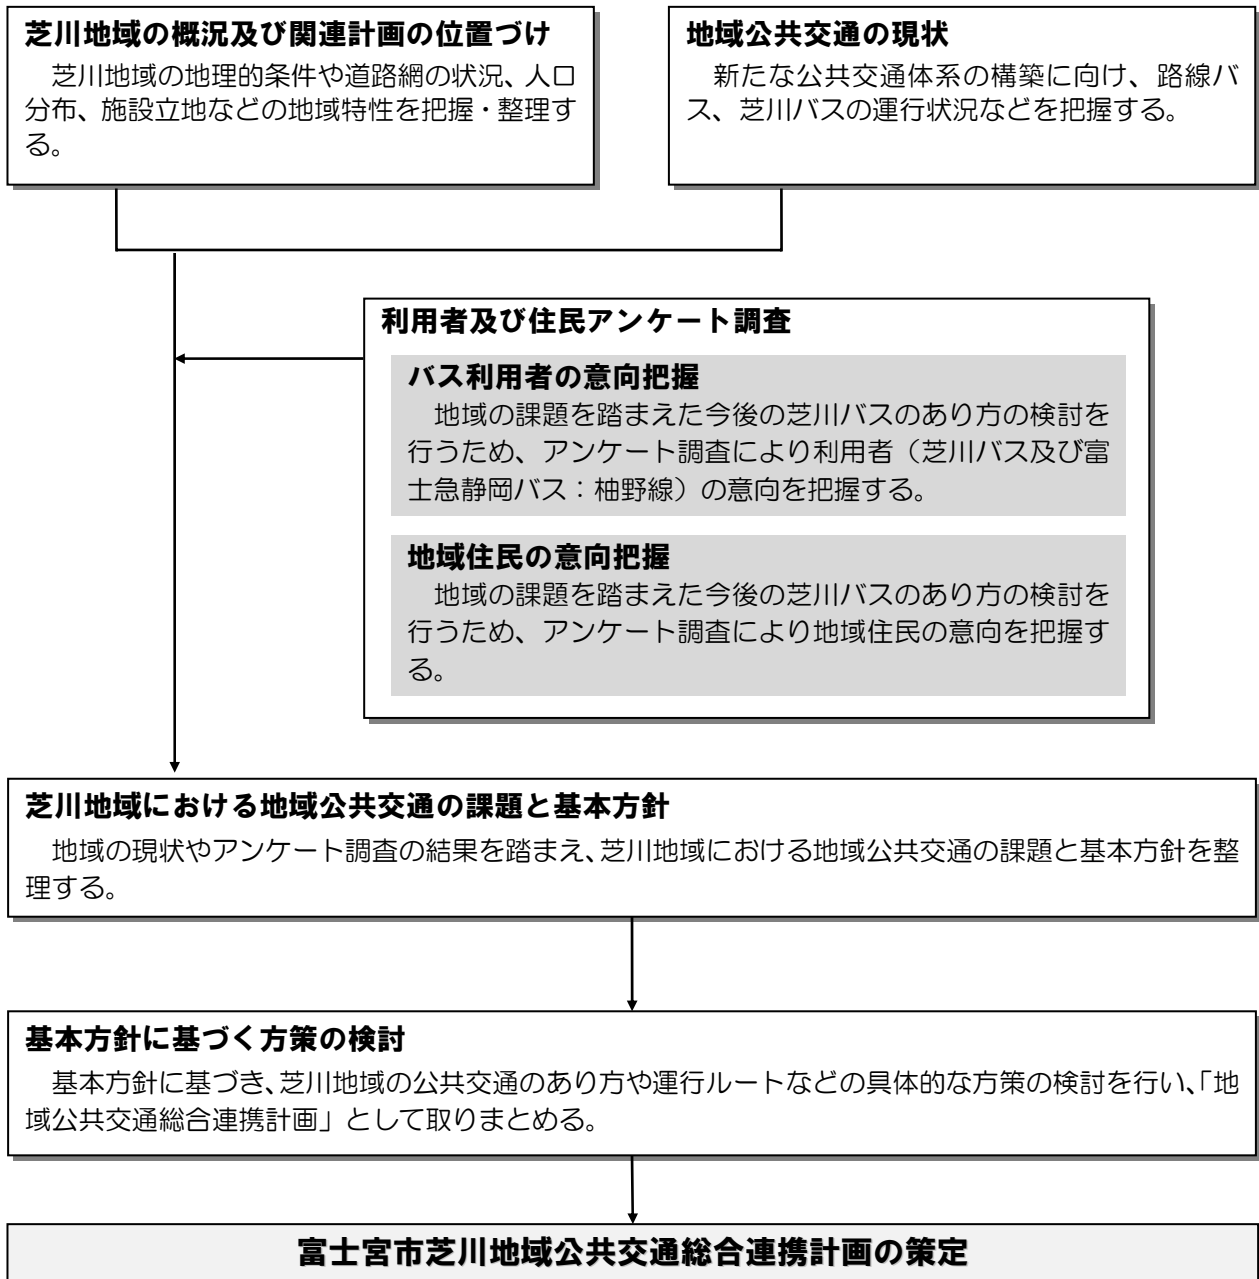 芝川地域の概況及び関連計画の位置づけ
芝川地域の地理的条件や道路網の状況、人口
分布、施設立地などの地域特性を把握・整理す
る。
地域公共交通の現状
新たな公共交通体系の構築に向け、路線バ
ス、芝川バスの運行状況などを把握する。
利用者及び住民アンケート調査
バス利用者の意向把握
地域の課題を踏まえた今後の芝川バスのあり方の検討を
行うため、アンケート調査により利用者（芝川バス及び富
士急静岡バス：柚野線）の意向を把握する。
地域住民の意向把握
地域の課題を踏まえた今後の芝川バスのあり方の検討を
行うため、アンケート調査により地域住民の意向を把握す
る。
芝川地域における地域公共交通の課題と基本方針
地域の現状やアンケート調査の結果を踏まえ、芝川地域における地域公共交通の課題と基本方針を整
理する。
基本方針に基づく方策の検討
基本方針に基づき、芝川地域の公共交通のあり方や運行ルートなどの具体的な方策の検討を行い、「地
域公共交通総合連携計画」として取りまとめる。
富士宮市芝川地域公共交通総合連携計画の策定